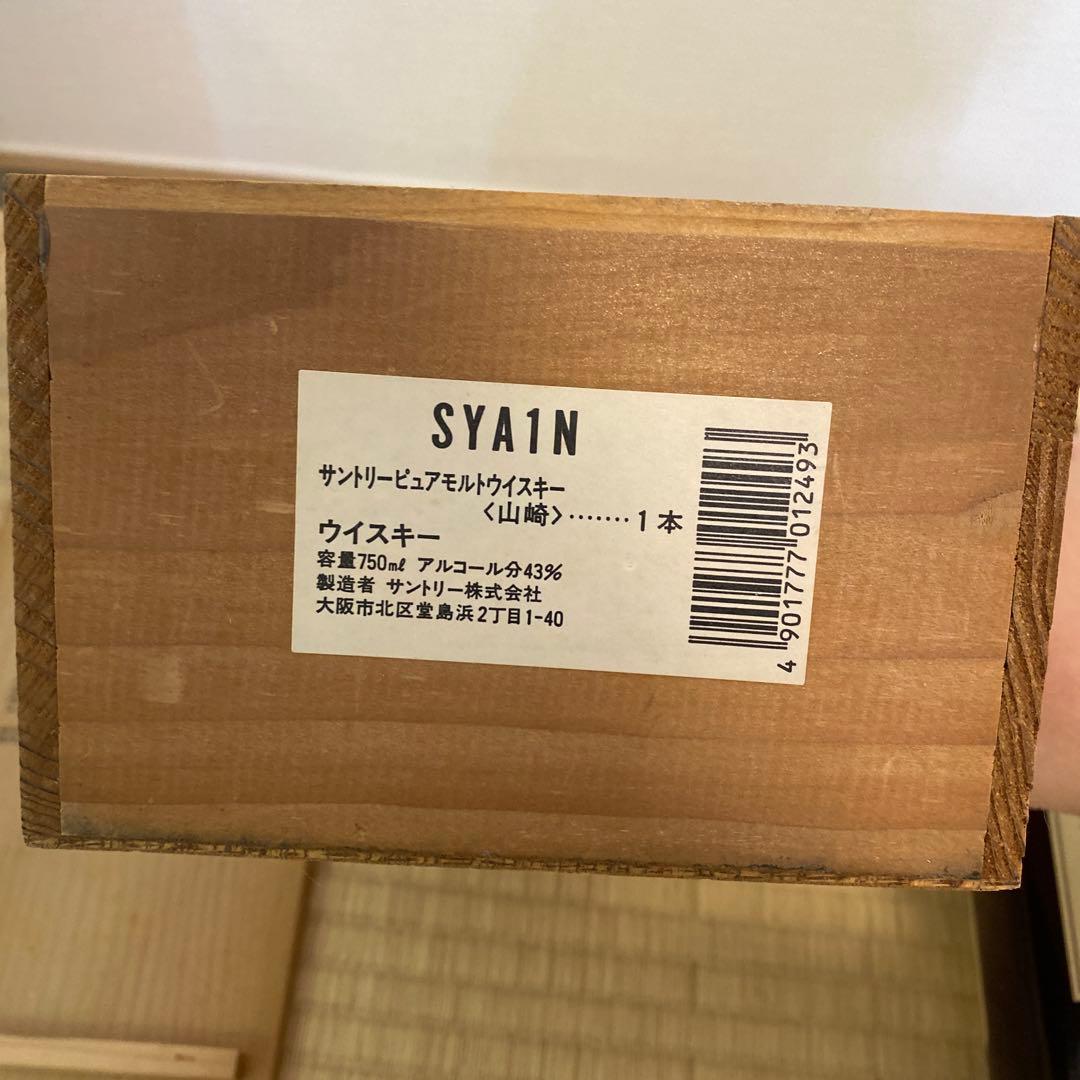 SYA1N
サントリーピュアモルトウイスキー
〈山崎〉‥‥‥‥1本
ウイスキー
容量750㎖ アルコール分43%
製造者 サントリー株式会社
大阪市北区堂島浜2丁目1-40
4 901777 012493